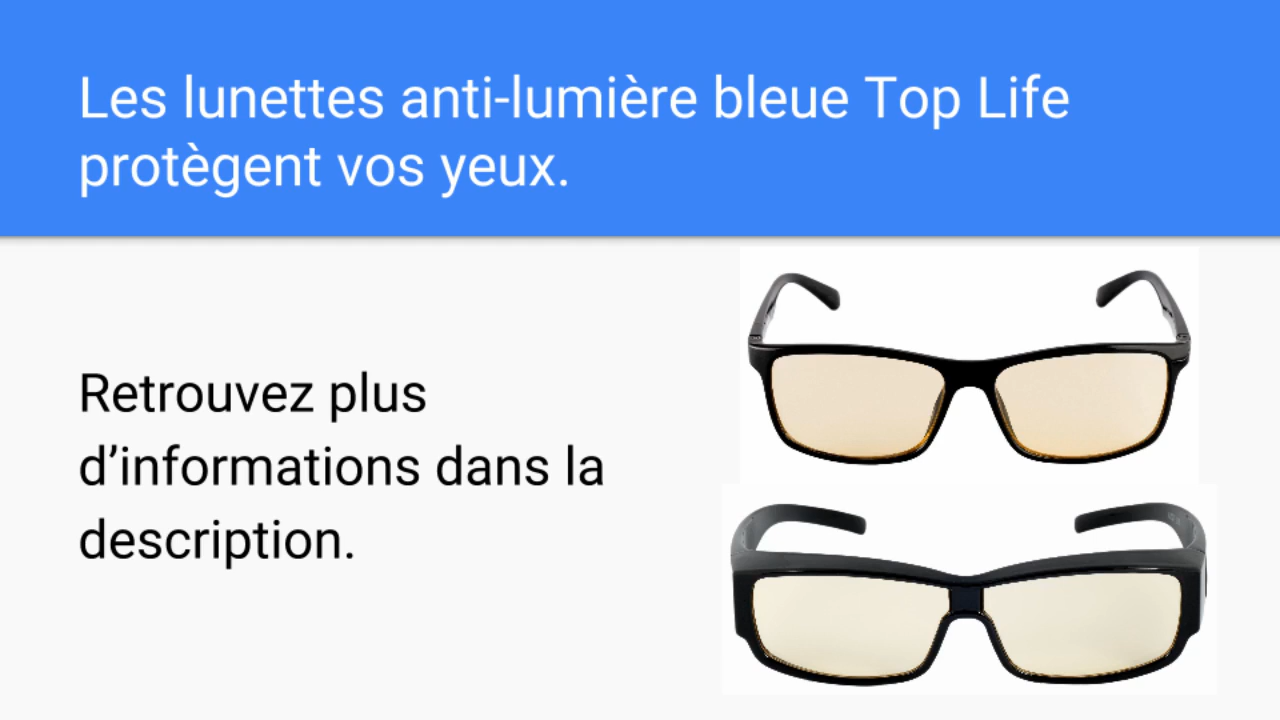 Les lunettes anti-lumière bleue Top Life
protègent vos yeux.
Retrouvez plus
d’informations dans la
description.